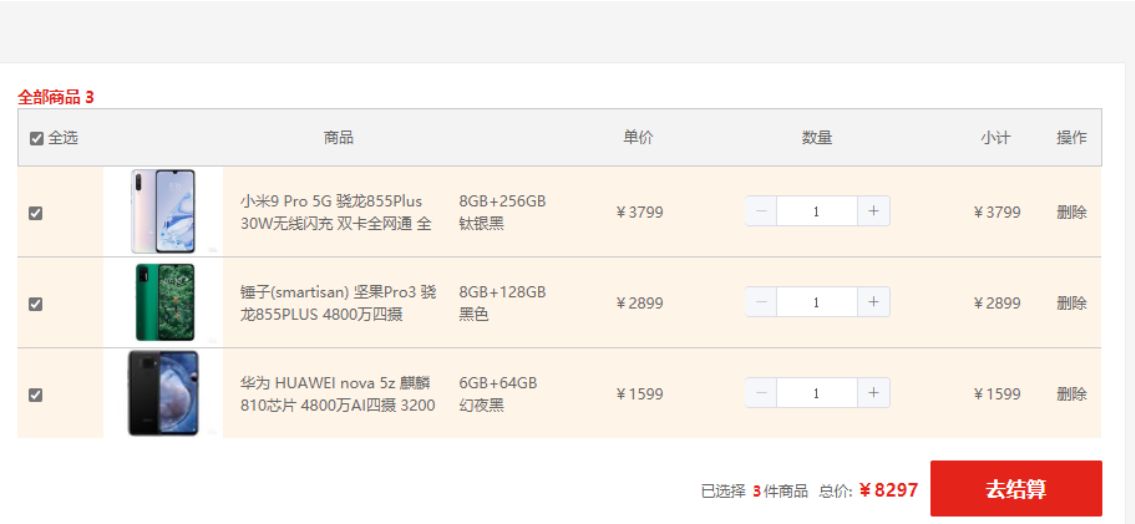 全部商品 3
全选 商品 单价 数量 小计 操作
小米9 Pro 5G 骁龙855Plus 8GB+256GB
30W无线闪充 双卡全网通 全 钛银黑
¥3799 1 ¥3799 删除
锤子(smartisan) 坚果Pro3 骁 8GB+128GB
龙855PLUS 4800万四摄 黑色
¥2899 1 ¥2899 删除
华为 HUAWEI nova 5z 麒麟 6GB+64GB
810芯片 4800万AI四摄 3200 幻夜黑
¥1599 1 ¥1599 删除
已选择 3件商品 总价: ¥8297 去结算